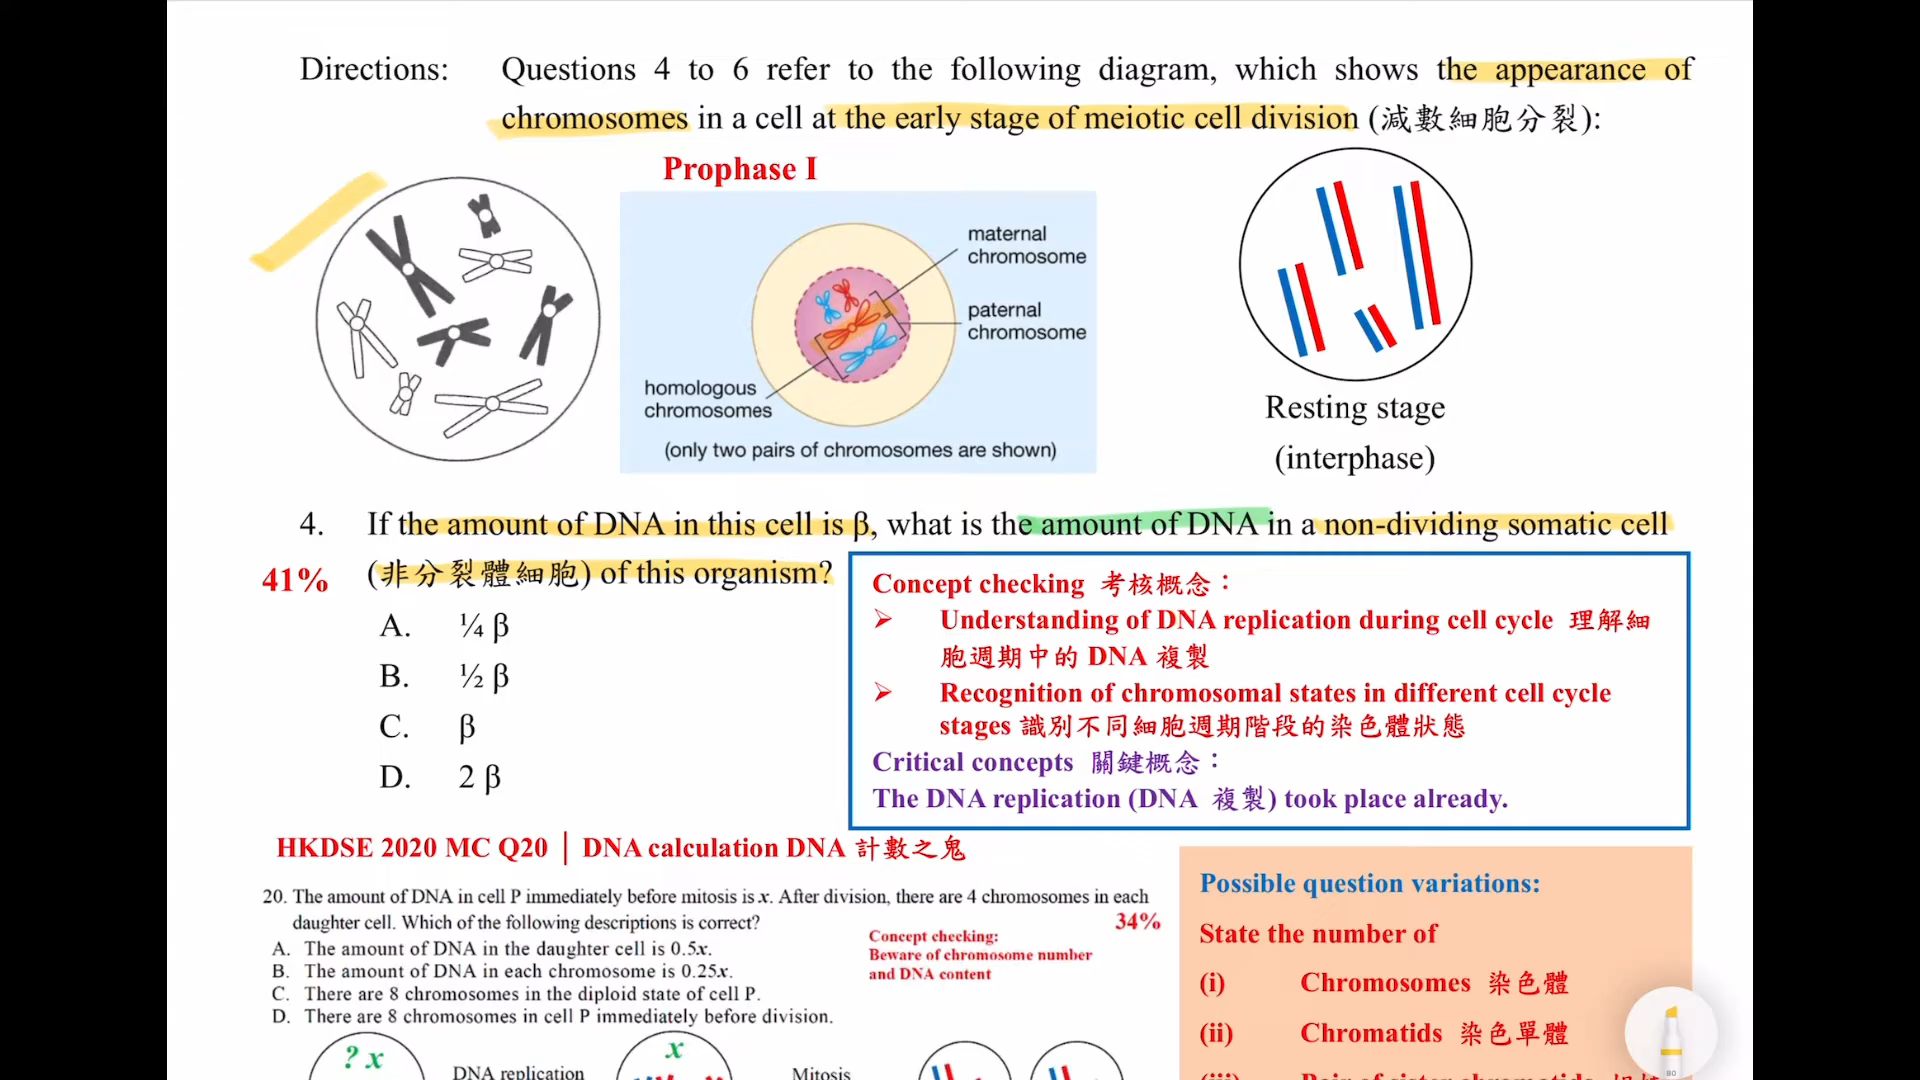 Directions: Questions 4 to 6 refer to the following diagram, which shows the appearance of
chromosomes in a cell at the early stage of meiotic cell division (減數細胞分裂):
Prophase I
maternal
chromosome
paternal
chromosome
homologous
chromosomes
(only two pairs of chromosomes are shown)
Resting stage
(interphase)
4. If the amount of DNA in this cell is β, what is the amount of DNA in a non-dividing somatic cell
(非分裂體細胞) of this organism?
41%
A. ¼ β
B. ½ β
C. β
D. 2 β
Concept checking 考核概念：
➢ Understanding of DNA replication during cell cycle 理解細
胞週期中的 DNA 複製
➢ Recognition of chromosomal states in different cell cycle
stages 識別不同細胞週期階段的染色體狀態
Critical concepts 關鍵概念：
The DNA replication (DNA 複製) took place already.
HKDSE 2020 MC Q20 │ DNA calculation DNA 計數之鬼
20. The amount of DNA in cell P immediately before mitosis is x. After division, there are 4 chromosomes in each
daughter cell. Which of the following descriptions is correct?
34%
A. The amount of DNA in the daughter cell is 0.5x.
B. The amount of DNA in each chromosome is 0.25x.
C. There are 8 chromosomes in the diploid state of cell P.
D. There are 8 chromosomes in cell P immediately before division.
Concept checking:
Beware of chromosome number
and DNA content
? x
DNA replication
x
Mitosis
Possible question variations:
State the number of
(i) Chromosomes 染色體
(ii) Chromatids 染色單體
(iii) Pair of sister chromatids
80